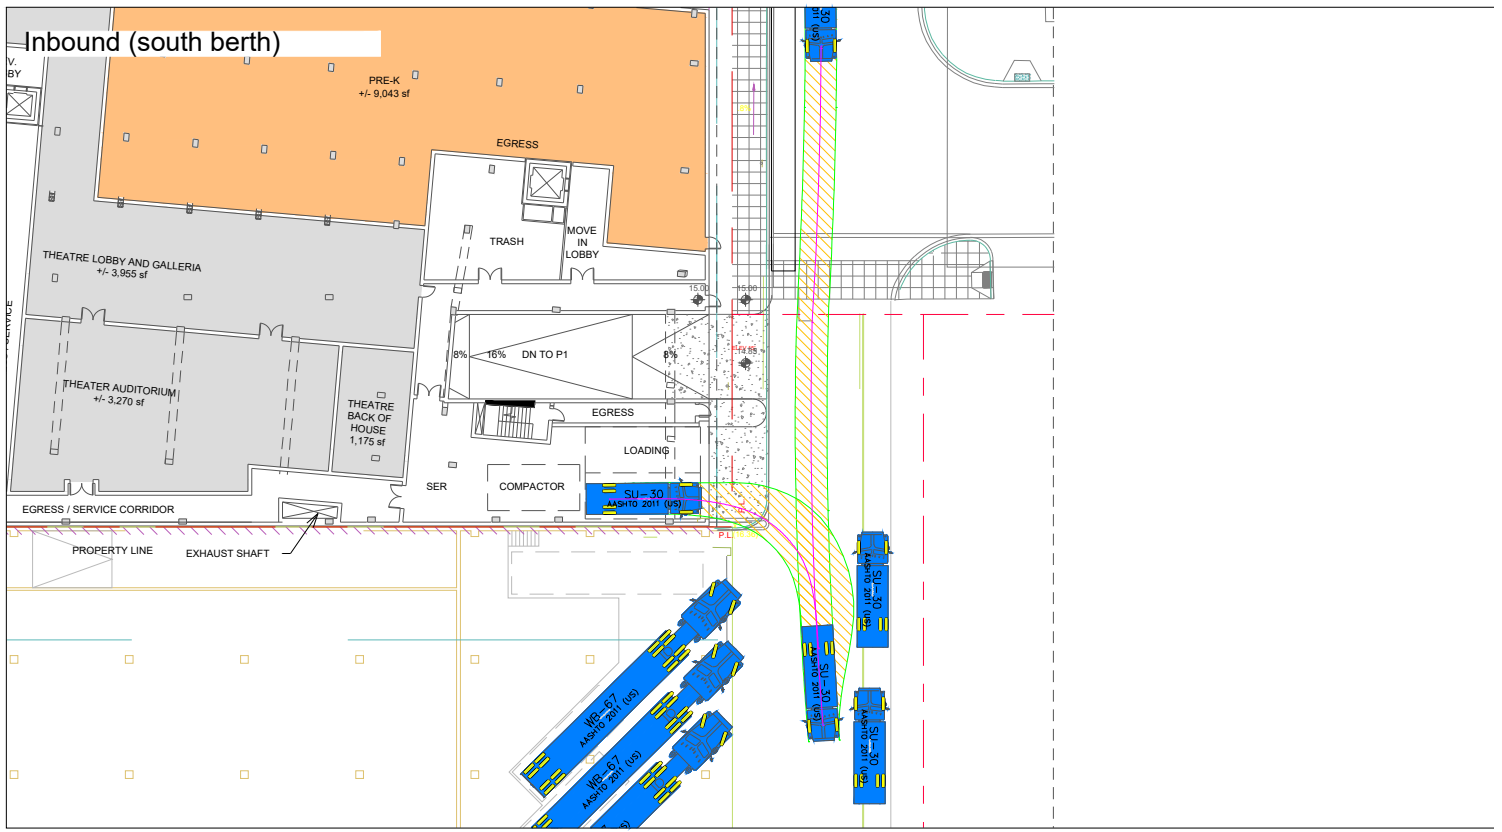 Inbound (south berth)
V.
BY
PRE-K
+/- 9,043 sf
EGRESS
TRASH
MOVE
IN
LOBBY
THEATRE LOBBY AND GALLERIA
+/- 3,955 sf
15.00
15.00
8%
16%
DN TO P1
8%
14.85
THEATER AUDITORIUM
+/- 3.270 sf
THEATRE
BACK OF
HOUSE
1,175 sf
EGRESS
LOADING
SER
COMPACTOR
SU-30
AASHTO 2011 (US)
EGRESS / SERVICE CORRIDOR
PROPERTY LINE
EXHAUST SHAFT
P.L.
SU-30
AASHTO 2011 (US)
SU-30
AASHTO 2011 (US)
SU-30
AASHTO 2011 (US)
WB-67
AASHTO 2011 (US)
WB-67
AASHTO 2011 (US)